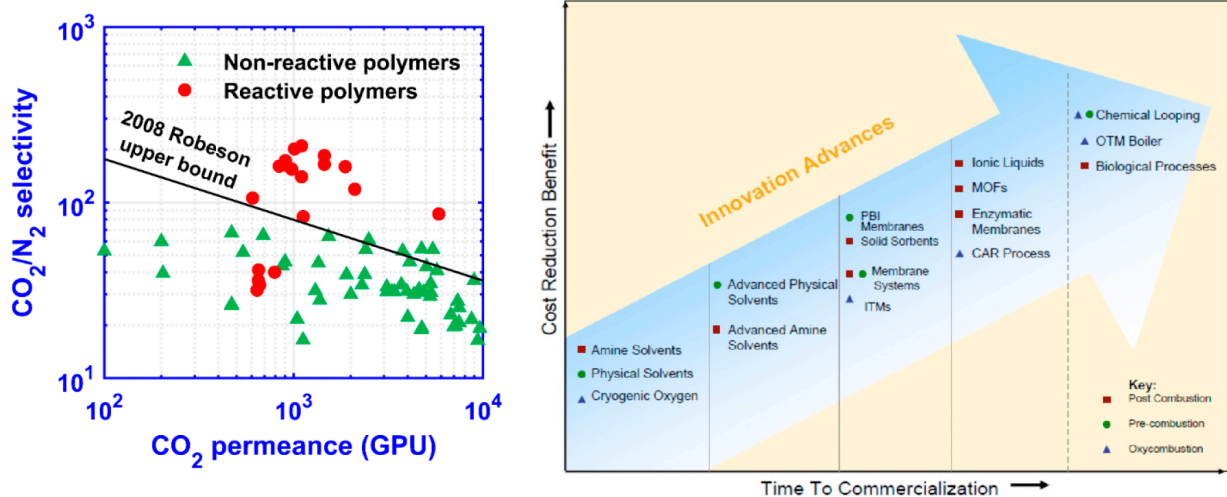 10³
10²
10¹
10²
10³
10⁴
CO₂/N₂ selectivity
CO₂ permeance (GPU)
Non-reactive polymers
Reactive polymers
2008 Robeson
upper bound
Cost Reduction Benefit
Time To Commercialization
Innovation Advances
Amine Solvents
Physical Solvents
Cryogenic Oxygen
Advanced Physical
Solvents
Advanced Amine
Solvents
PBI
Membranes
Solid Sorbents
Membrane
Systems
ITMs
Ionic Liquids
MOFs
Enzymatic
Membranes
CAR Process
Chemical Looping
OTM Boiler
Biological Processes
Key:
Post Combustion
Pre-combustion
Oxycombustion